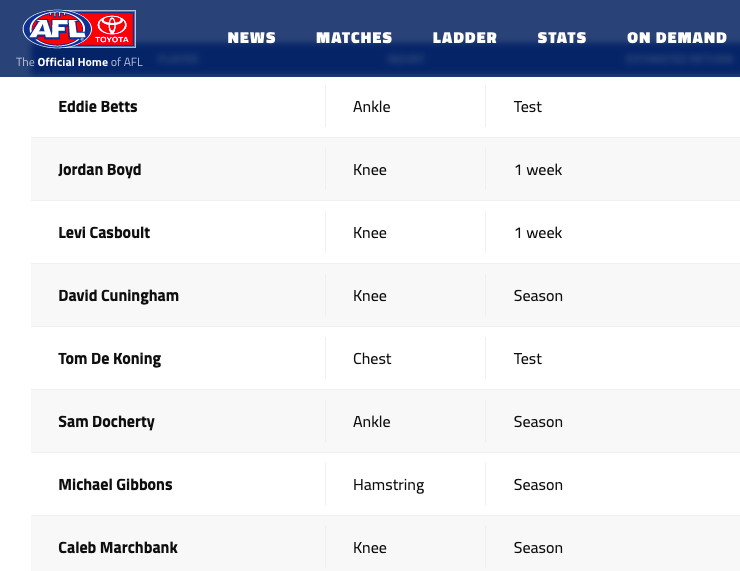 AFL
TOYOTA
The Official Home of AFL
NEWS MATCHES LADDER STATS ON DEMAND
Eddie Betts Ankle Test
Jordan Boyd Knee 1 week
Levi Casboult Knee 1 week
David Cuningham Knee Season
Tom De Koning Chest Test
Sam Docherty Ankle Season
Michael Gibbons Hamstring Season
Caleb Marchbank Knee Season